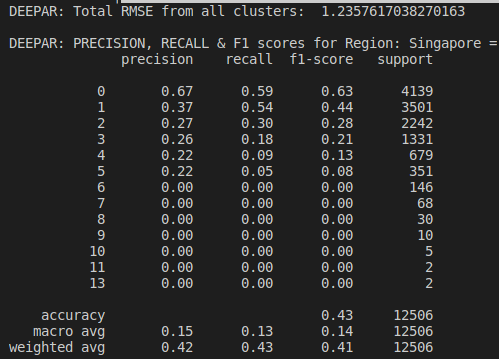 DEEPAR: Total RMSE from all clusters:  1.2357617038270163
DEEPAR: PRECISION, RECALL & F1 scores for Region: Singapore =
precision    recall  f1-score   support
0       0.67      0.59      0.63      4139
1       0.37      0.54      0.44      3501
2       0.27      0.30      0.28      2242
3       0.26      0.18      0.21      1331
4       0.22      0.09      0.13       679
5       0.22      0.05      0.08       351
6       0.00      0.00      0.00       146
7       0.00      0.00      0.00        68
8       0.00      0.00      0.00        30
9       0.00      0.00      0.00        10
10       0.00      0.00      0.00         5
11       0.00      0.00      0.00         2
13       0.00      0.00      0.00         2
accuracy                           0.43     12506
macro avg       0.15      0.13      0.14     12506
weighted avg       0.42      0.43      0.41     12506